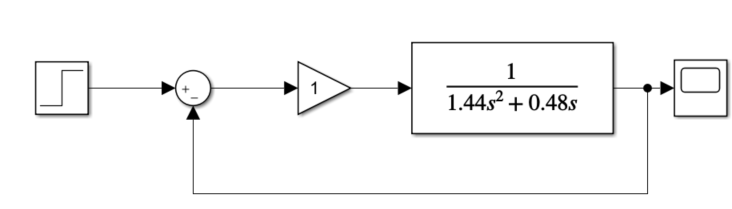 +
−
1
1
1.44s² + 0.48s